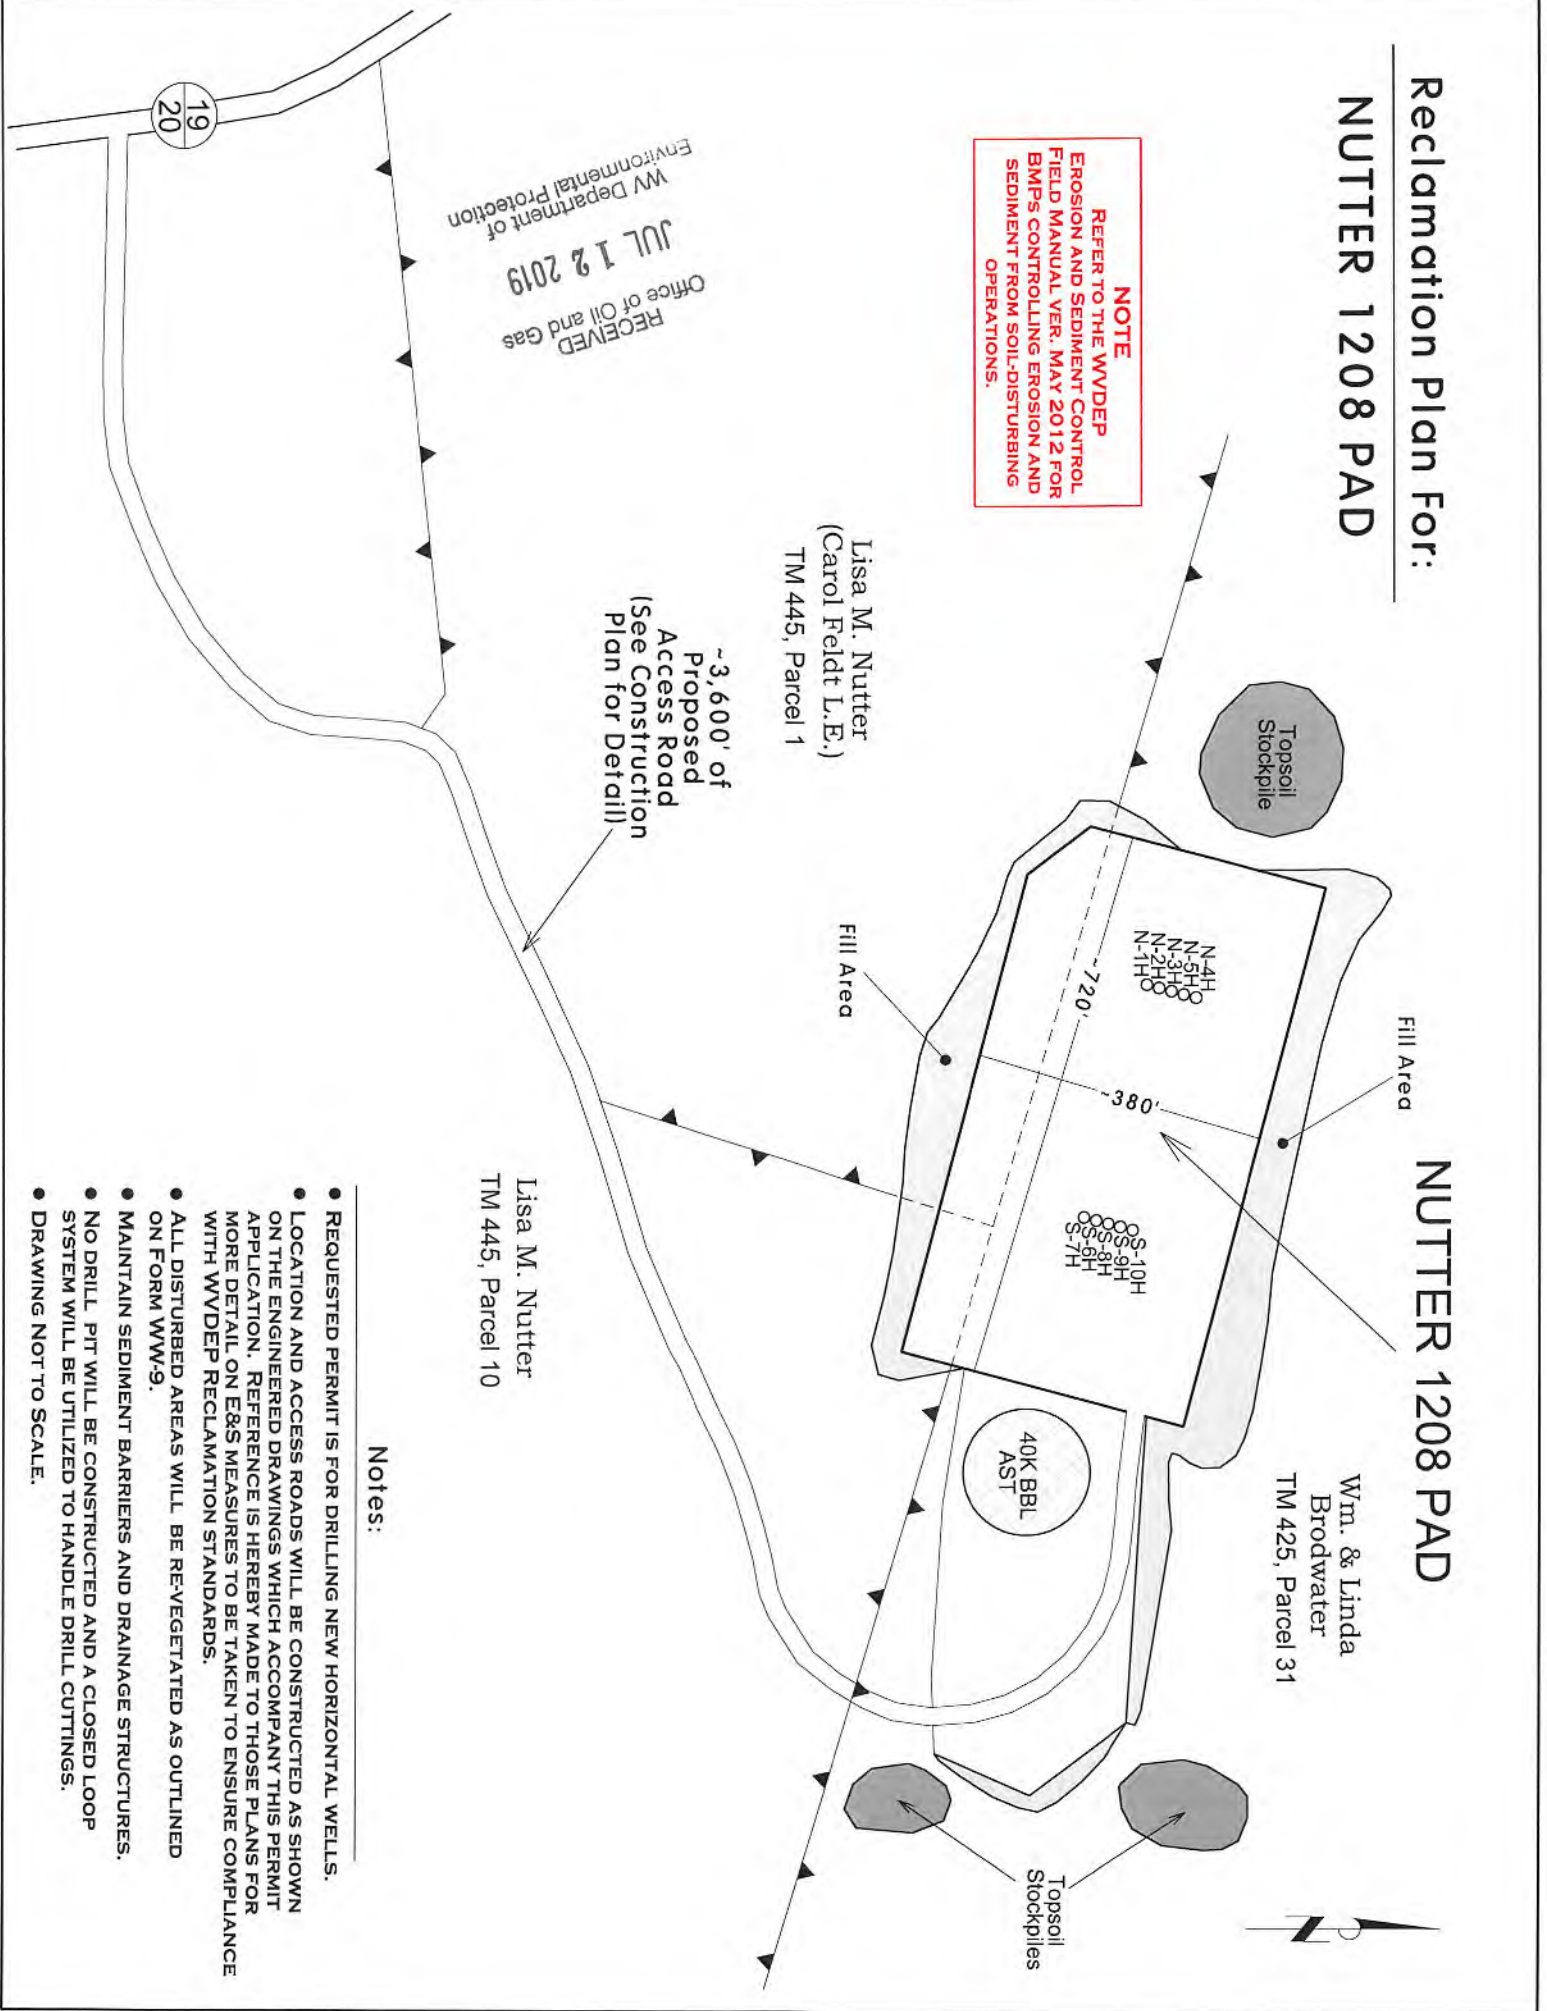 Reclamation Plan For:
NUTTER 1208 PAD
NOTE
REFER TO THE WVDEP
EROSION AND SEDIMENT CONTROL
FIELD MANUAL VER. MAY 2012 FOR
BMPS CONTROLLING EROSION AND
SEDIMENT FROM SOIL-DISTURBING
OPERATIONS.
Topsoil
Stockpile
NUTTER 1208 PAD
Fill Area
Wm. & Linda
Brodwater
TM 425, Parcel 31
N-4H
N-5H
N-3H
N-2H
N-1H
~720'
~380'
S-10H
S-9H
S-8H
S-6H
S-7H
40K BBL
AST
Topsoil
Stockpiles
N
Fill Area
Lisa M. Nutter
(Carol Feldt L.E.)
TM 445, Parcel 1
~3,600' of
Proposed
Access Road
(See Construction
Plan for Detail)
RECEIVED
Office of Oil and Gas
JUL 12 2019
WV Department of
Environmental Protection
19
20
Lisa M. Nutter
TM 445, Parcel 10
Notes:
• REQUESTED PERMIT IS FOR DRILLING NEW HORIZONTAL WELLS.
• LOCATION AND ACCESS ROADS WILL BE CONSTRUCTED AS SHOWN
ON THE ENGINEERED DRAWINGS WHICH ACCOMPANY THIS PERMIT
APPLICATION. REFERENCE IS HEREBY MADE TO THOSE PLANS FOR
MORE DETAIL ON E&S MEASURES TO BE TAKEN TO ENSURE COMPLIANCE
WITH WVDEP RECLAMATION STANDARDS.
• ALL DISTURBED AREAS WILL BE RE-VEGETATED AS OUTLINED
ON FORM WW-9.
• MAINTAIN SEDIMENT BARRIERS AND DRAINAGE STRUCTURES.
• NO DRILL PIT WILL BE CONSTRUCTED AND A CLOSED LOOP
SYSTEM WILL BE UTILIZED TO HANDLE DRILL CUTTINGS.
• DRAWING NOT TO SCALE.